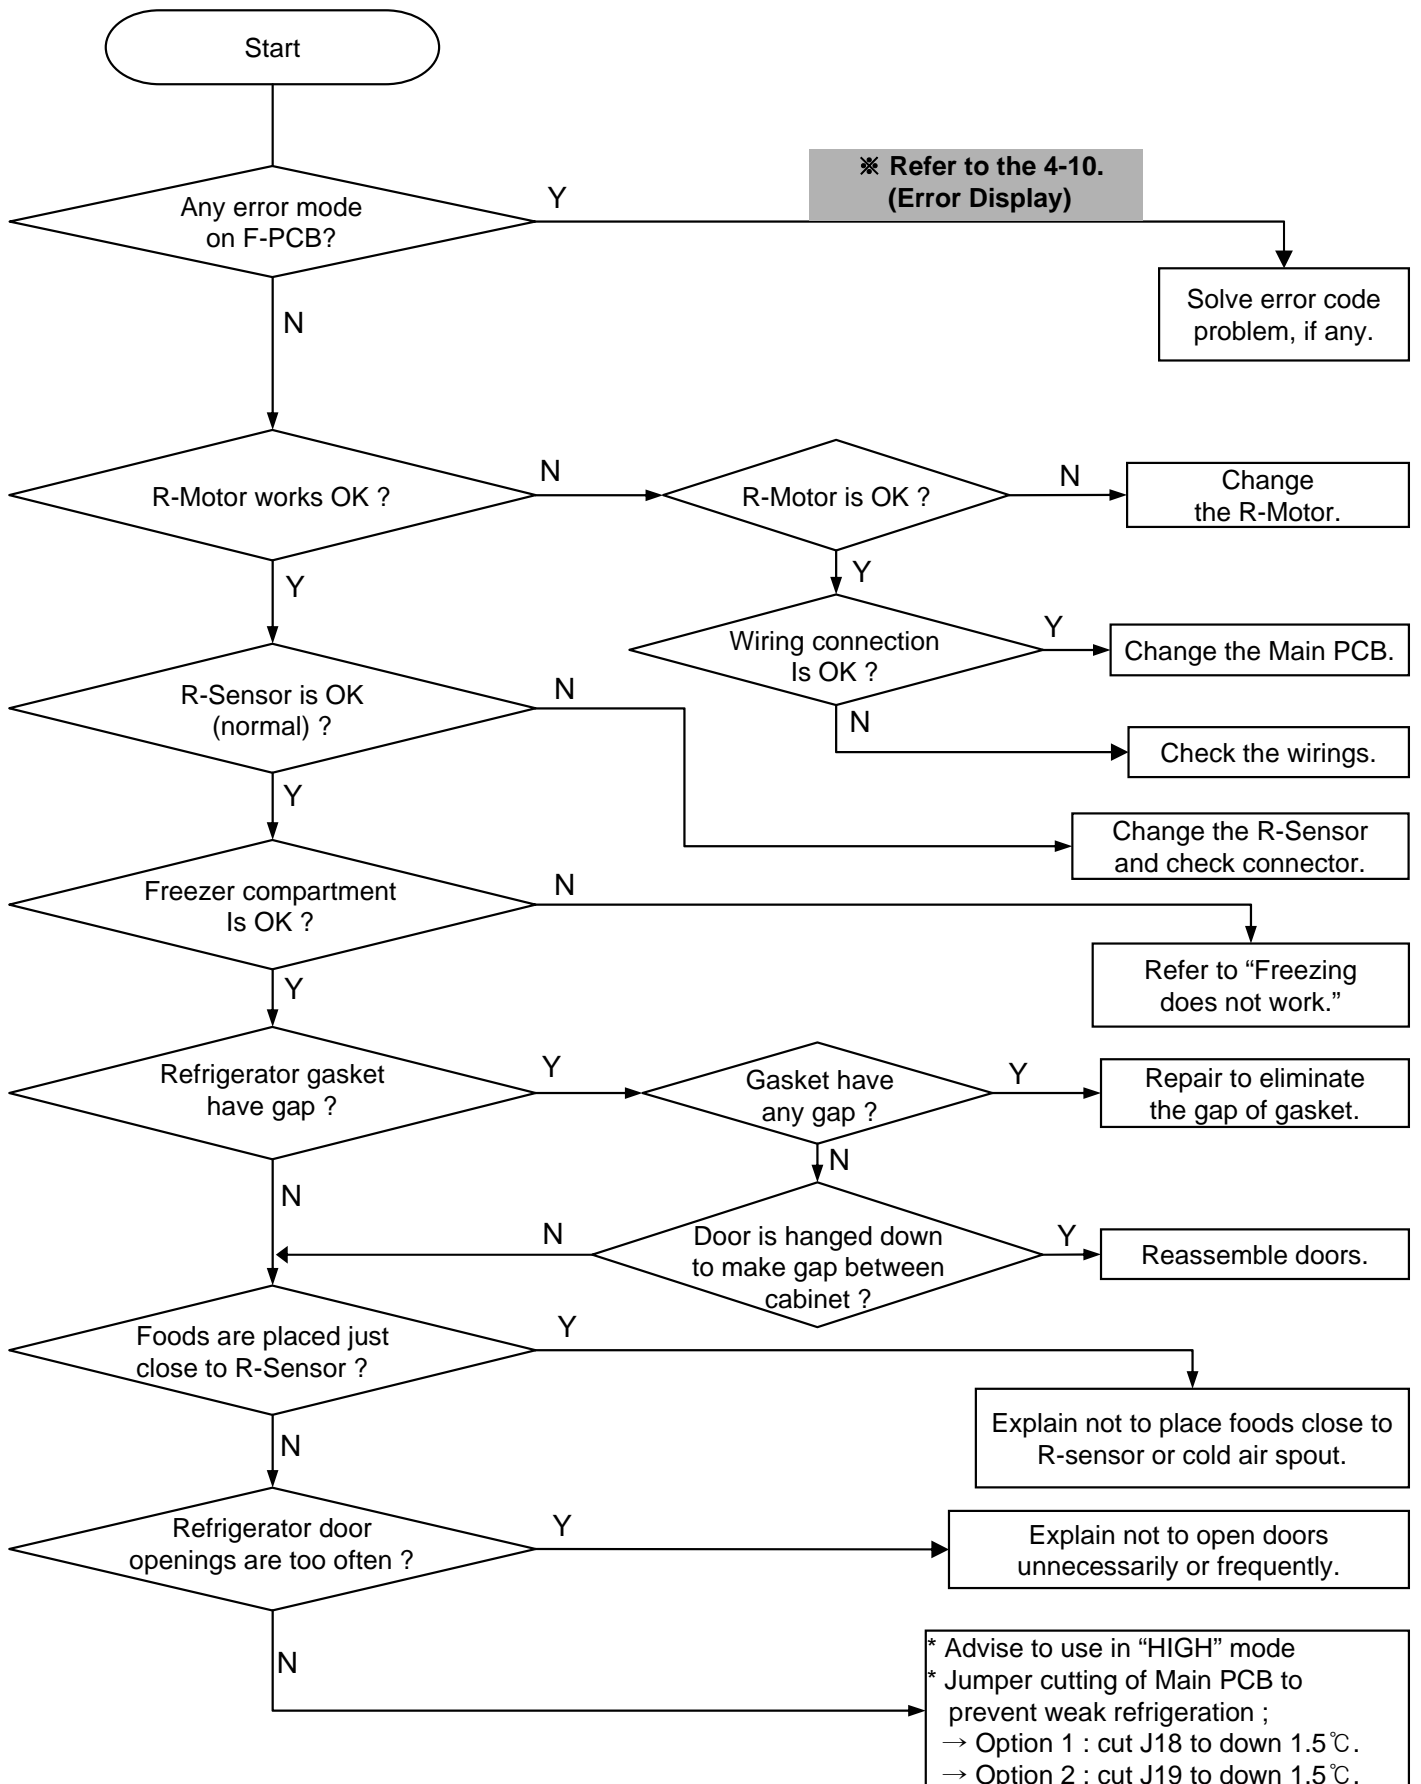 Start
Any error mode
on F-PCB?
Y
※ Refer to the 4-10.
(Error Display)
Solve error code
problem, if any.
N
R-Motor works OK ?
N
R-Motor is OK ?
N
Change
the R-Motor.
Y
Y
Wiring connection
Is OK ?
Y
Change the Main PCB.
N
Check the wirings.
R-Sensor is OK
(normal) ?
N
Change the R-Sensor
and check connector.
Y
Freezer compartment
Is OK ?
N
Refer to “Freezing
does not work.”
Y
Refrigerator gasket
have gap ?
Y
Gasket have
any gap ?
Y
Repair to eliminate
the gap of gasket.
N
N
Door is hanged down
to make gap between
cabinet ?
N
Y
Reassemble doors.
Foods are placed just
close to R-Sensor ?
Y
Explain not to place foods close to
R-sensor or cold air spout.
N
Refrigerator door
openings are too often ?
Y
Explain not to open doors
unnecessarily or frequently.
N
* Advise to use in “HIGH” mode
* Jumper cutting of Main PCB to
prevent weak refrigeration ;
→ Option 1 : cut J18 to down 1.5℃.
→ Option 2 : cut J19 to down 1.5℃.